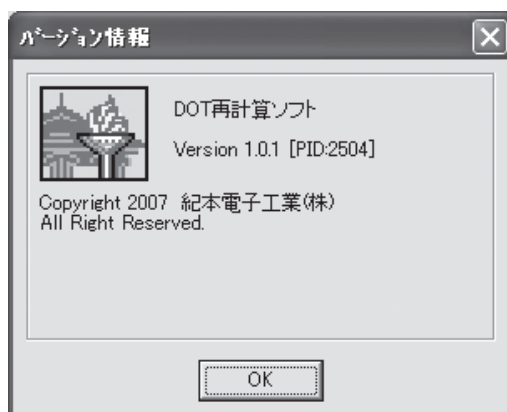 バージョン情報
DOT再計算ソフト
Version 1.0.1 [PID:2504]
Copyright 2007 紀本電子工業(株)
All Right Reserved.
OK